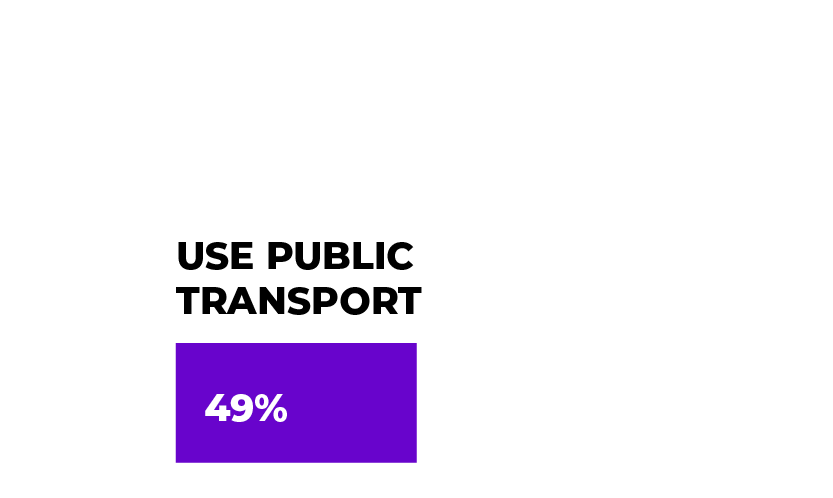 USE PUBLIC
TRANSPORT
49%